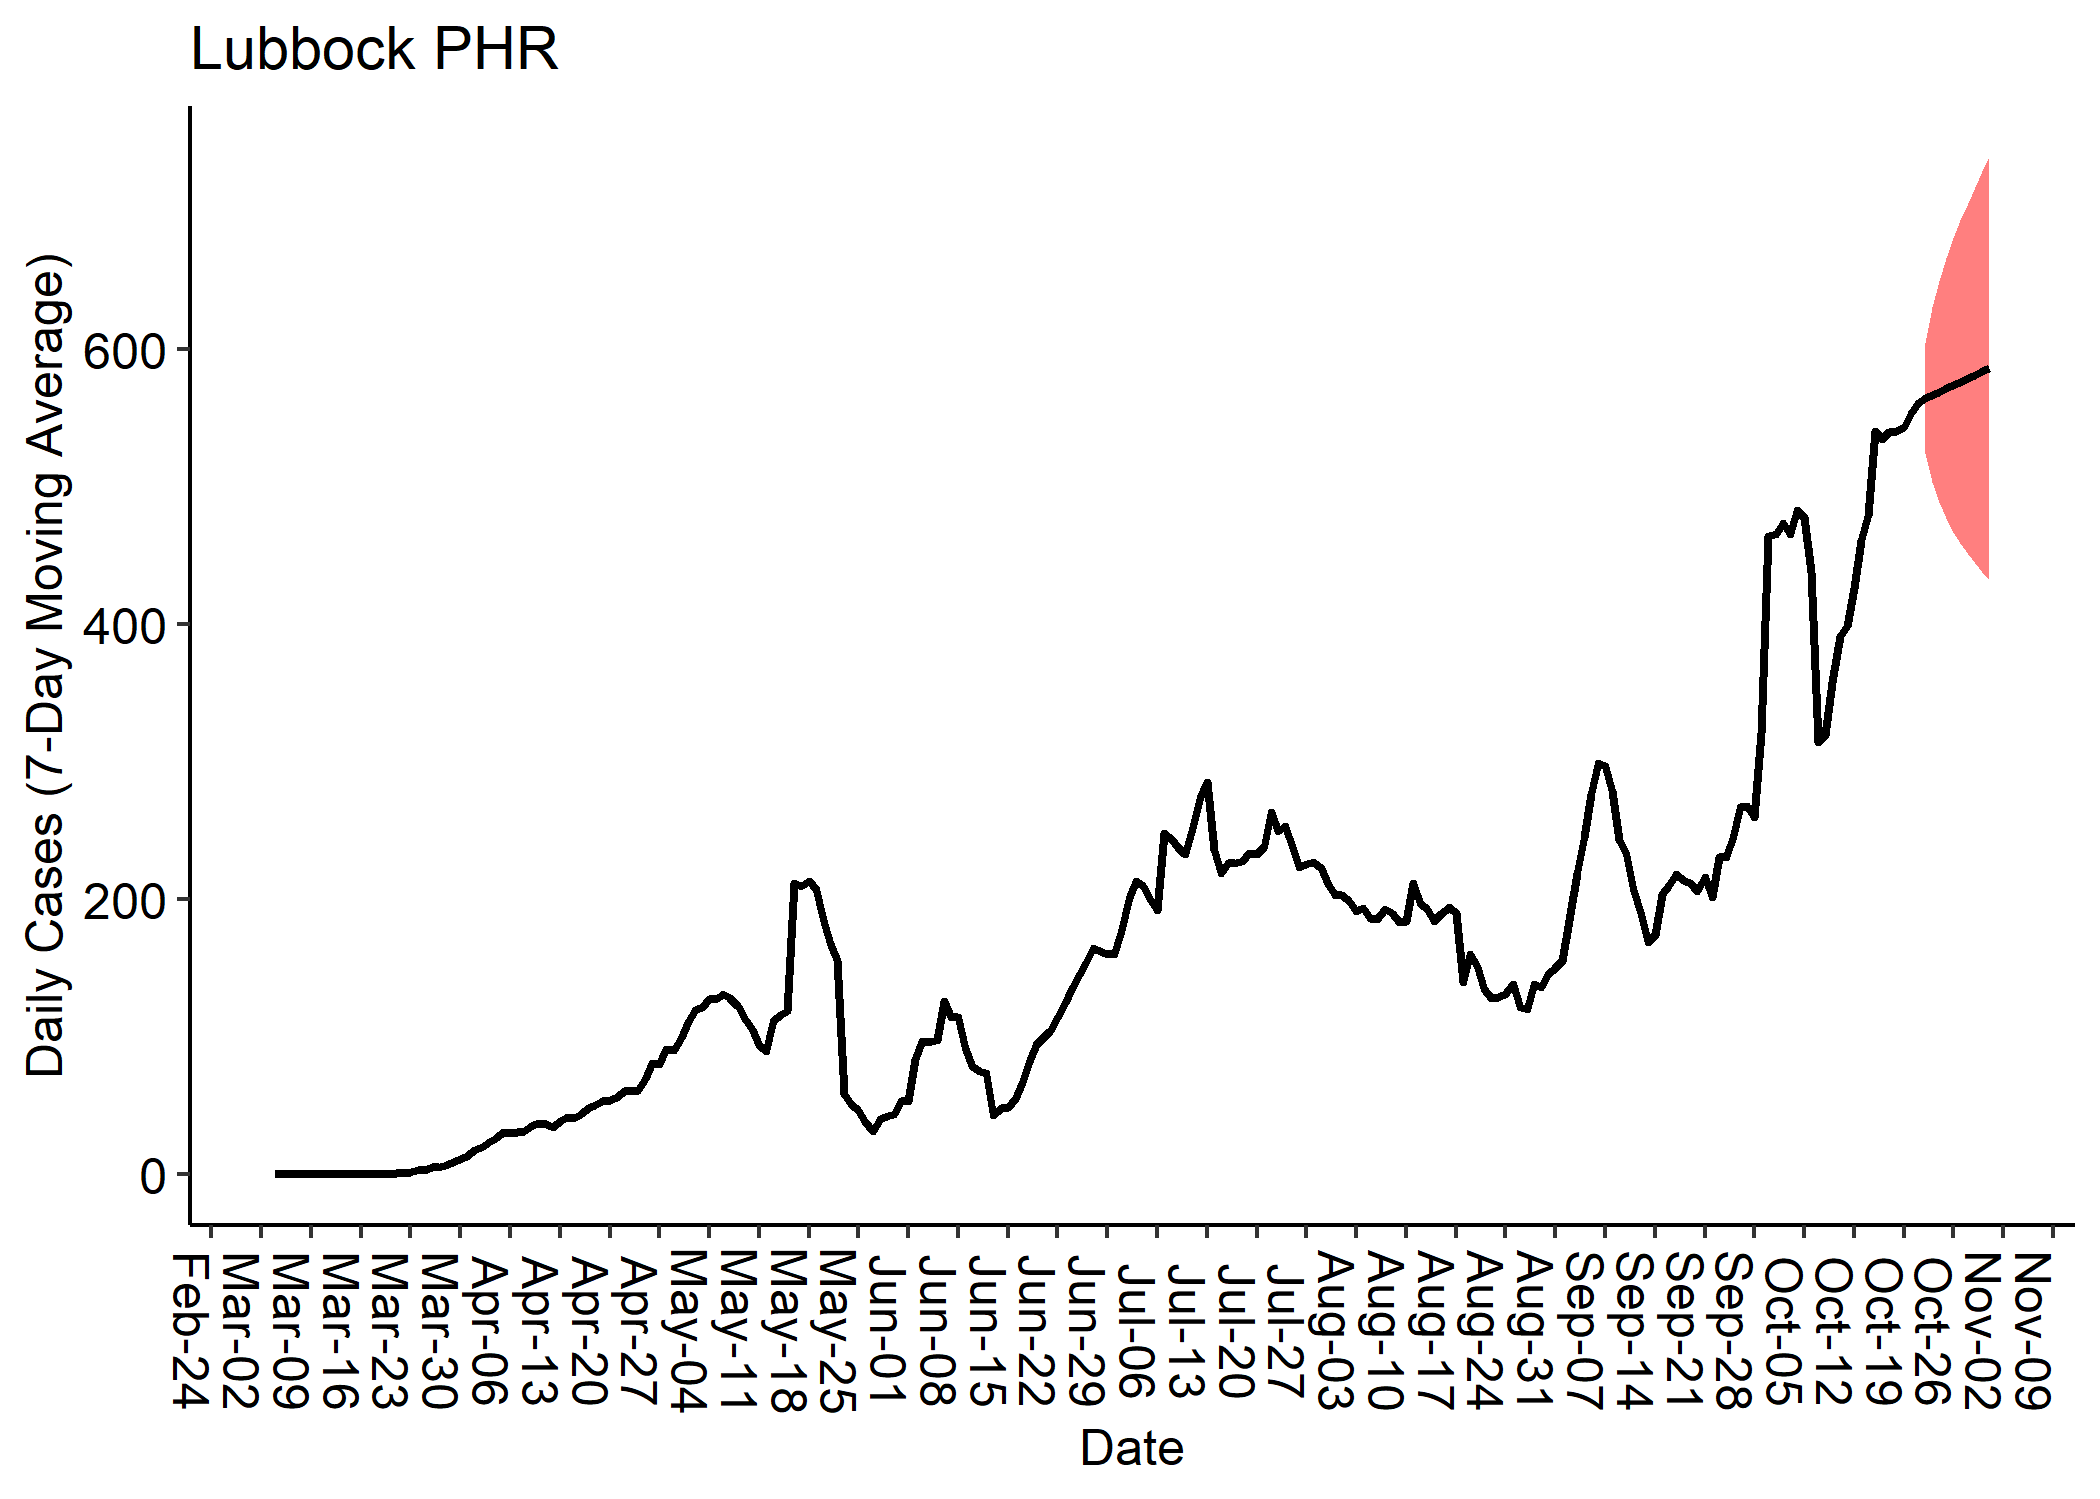 Lubbock PHR
Daily Cases (7-Day Moving Average)
600
400
200
0
Feb-24
Mar-02
Mar-09
Mar-16
Mar-23
Mar-30
Apr-06
Apr-13
Apr-20
Apr-27
May-04
May-11
May-18
May-25
Jun-01
Jun-08
Jun-15
Jun-22
Jun-29
Jul-06
Jul-13
Jul-20
Jul-27
Aug-03
Aug-10
Aug-17
Aug-24
Aug-31
Sep-07
Sep-14
Sep-21
Sep-28
Oct-05
Oct-12
Oct-19
Oct-26
Nov-02
Nov-09
Date